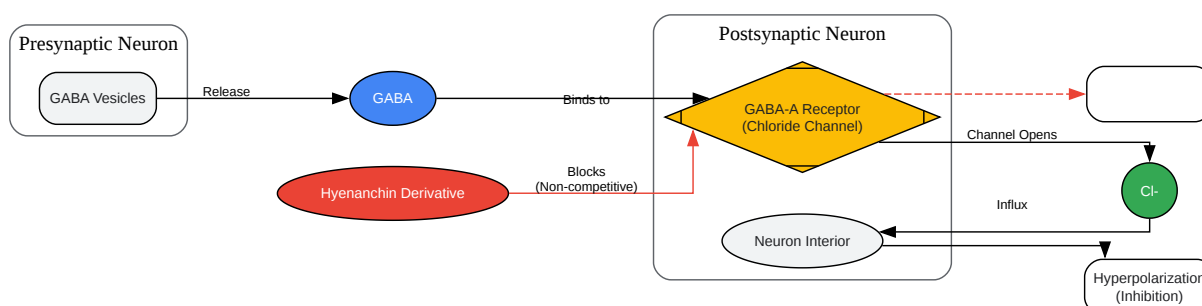 Presynaptic Neuron
GABA Vesicles
Release
GABA
Binds to
Hyenanchin Derivative
Blocks
(Non-competitive)
Postsynaptic Neuron
GABA-A Receptor
(Chloride Channel)
Channel Opens
Cl-
Influx
Neuron Interior
Hyperpolarization
(Inhibition)